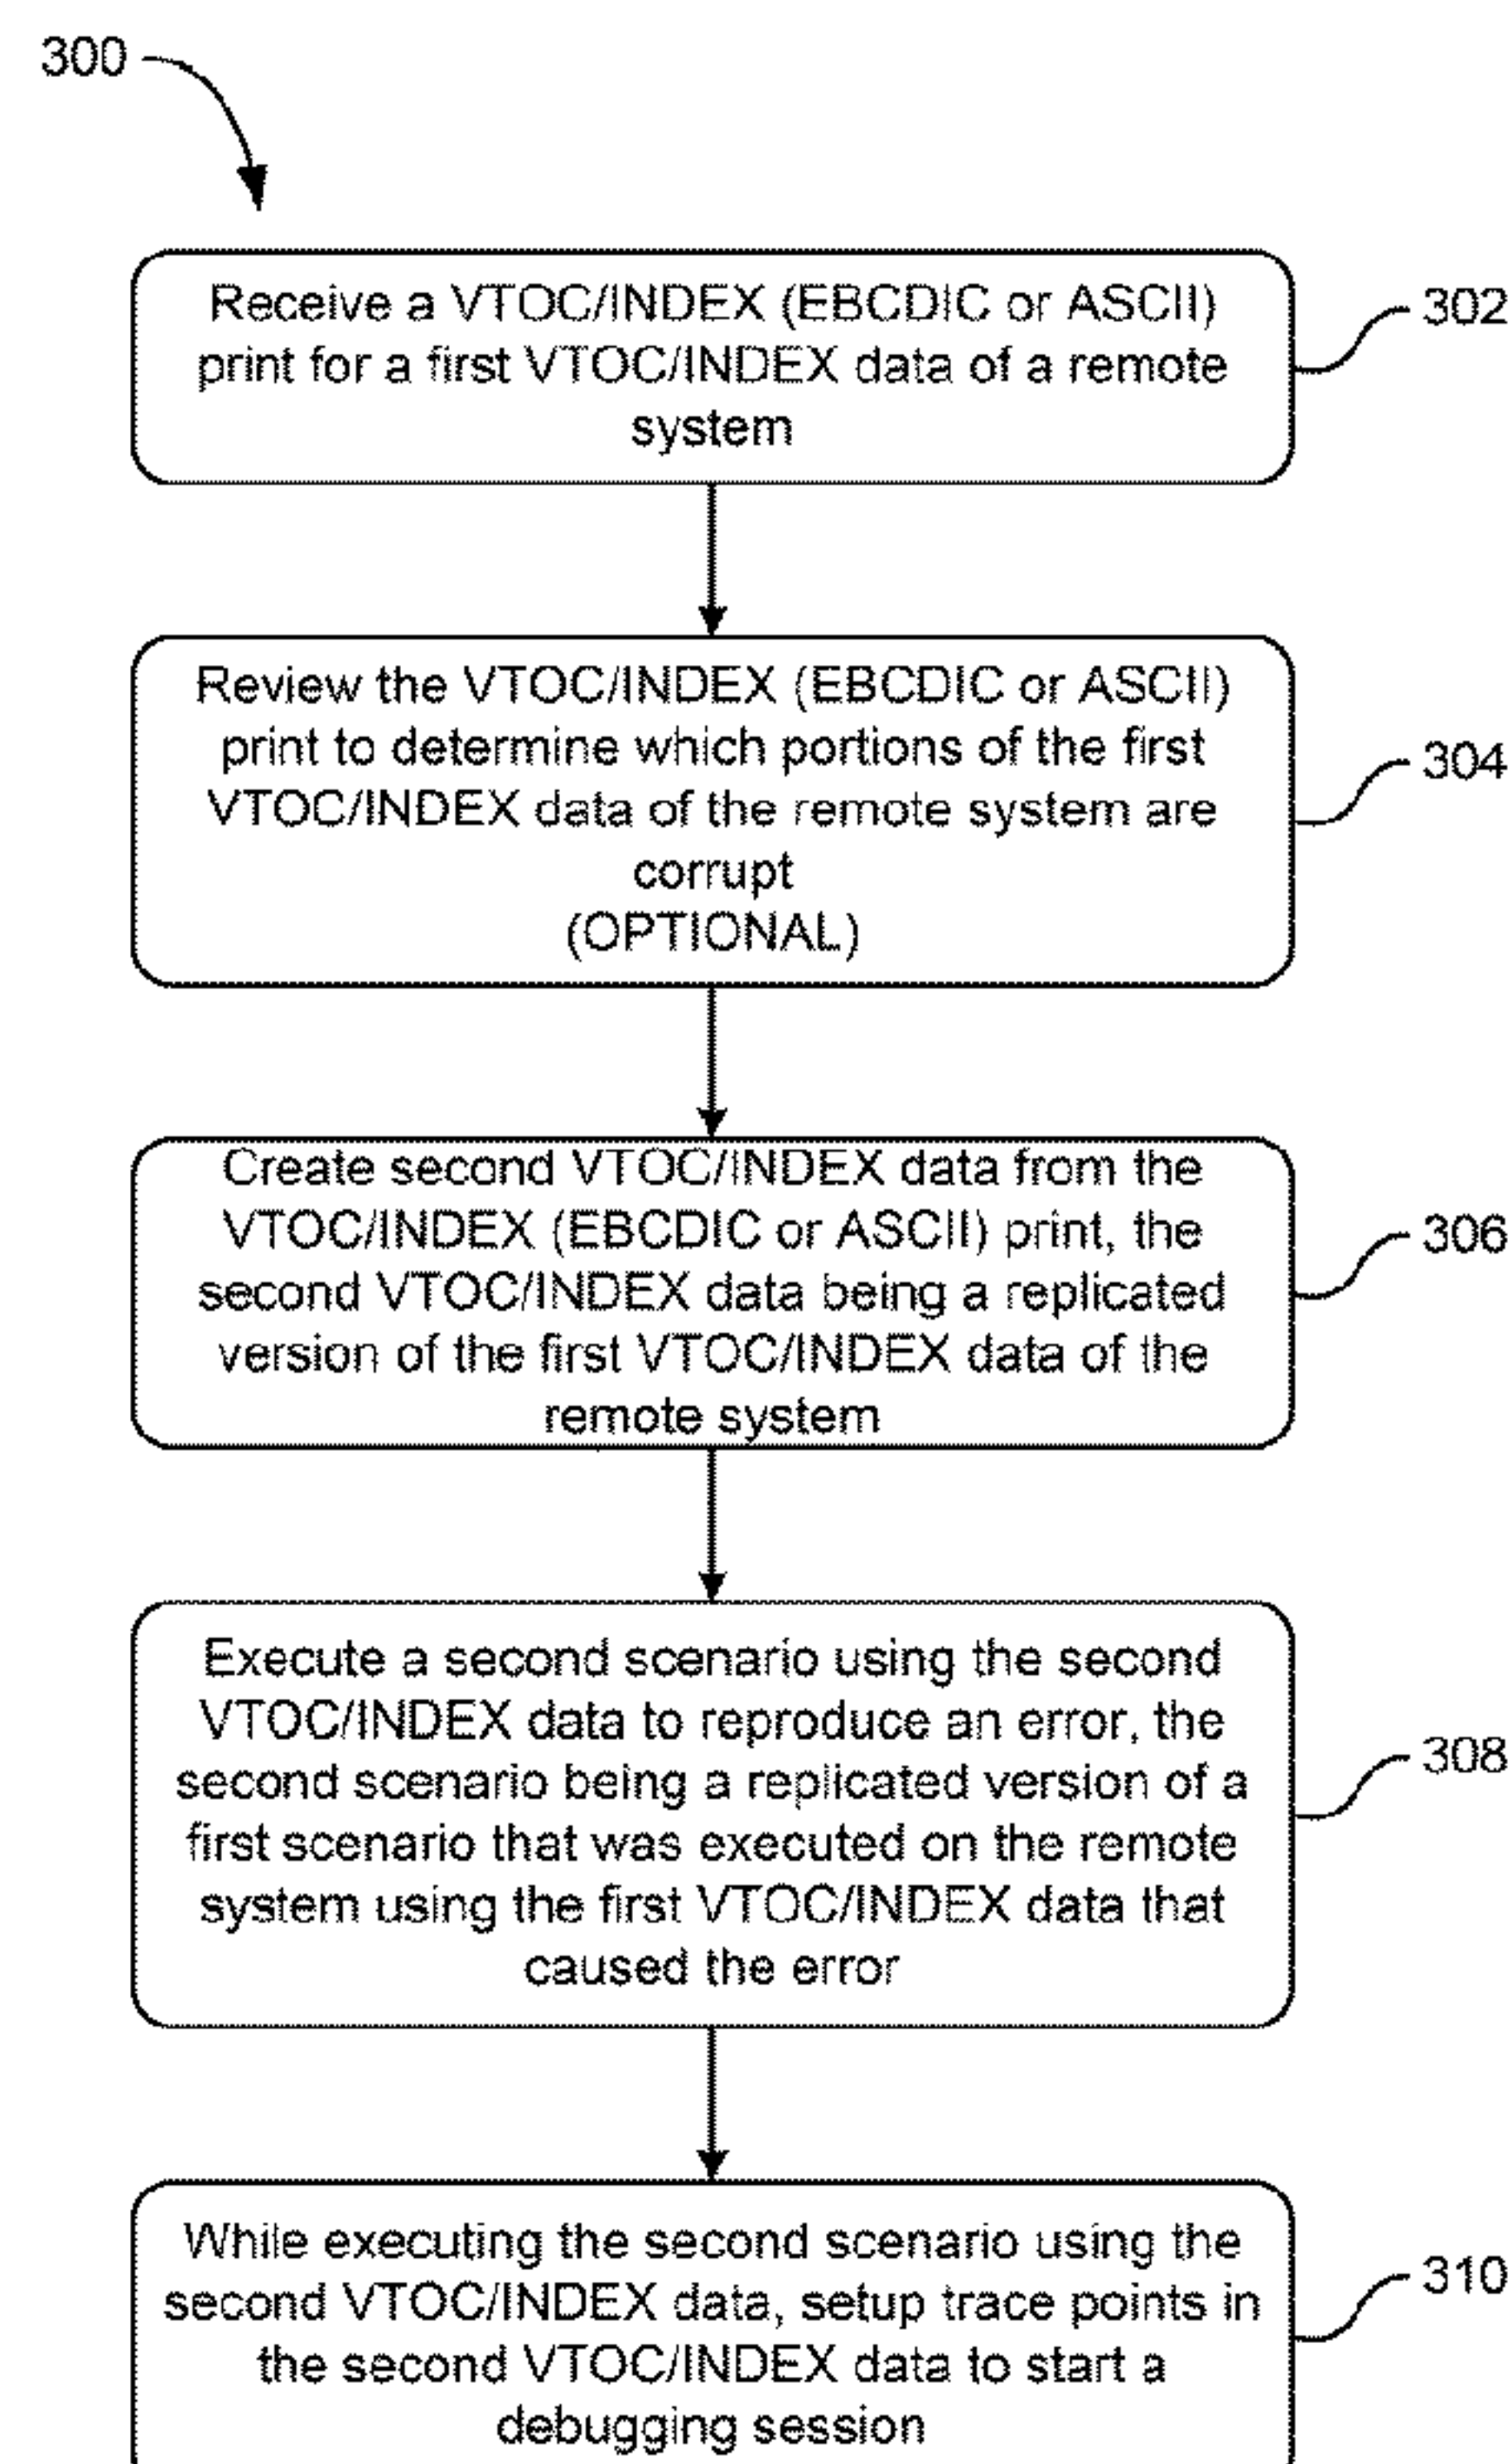 300
Receive a VTOC/INDEX (EBCDIC or ASCII)
print for a first VTOC/INDEX data of a remote
system
302
Review the VTOC/INDEX (EBCDIC or ASCII)
print to determine which portions of the first
VTOC/INDEX data of the remote system are
corrupt
(OPTIONAL)
304
Create second VTOC/INDEX data from the
VTOC/INDEX (EBCDIC or ASCII) print, the
second VTOC/INDEX data being a replicated
version of the first VTOC/INDEX data of the
remote system
306
Execute a second scenario using the second
VTOC/INDEX data to reproduce an error, the
second scenario being a replicated version of a
first scenario that was executed on the remote
system using the first VTOC/INDEX data that
caused the error
308
While executing the second scenario using the
second VTOC/INDEX data, setup trace points in
the second VTOC/INDEX data to start a
debugging session
310